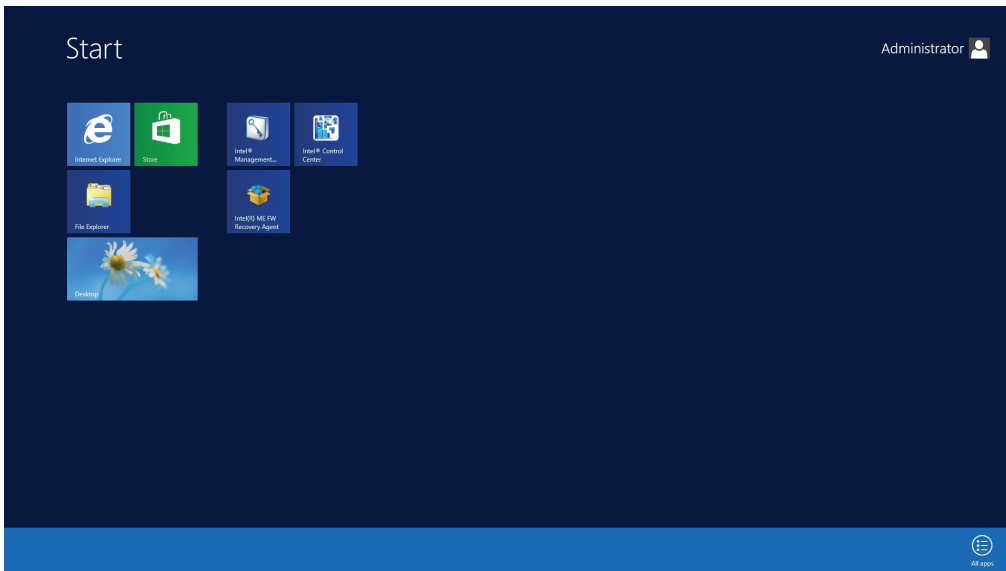 Start
Administrator
Internet Explorer
Store
Intel®
Management...
Intel® Control
Center
File Explorer
Intel(R) ME FW
Recovery Agent
Desktop
All apps